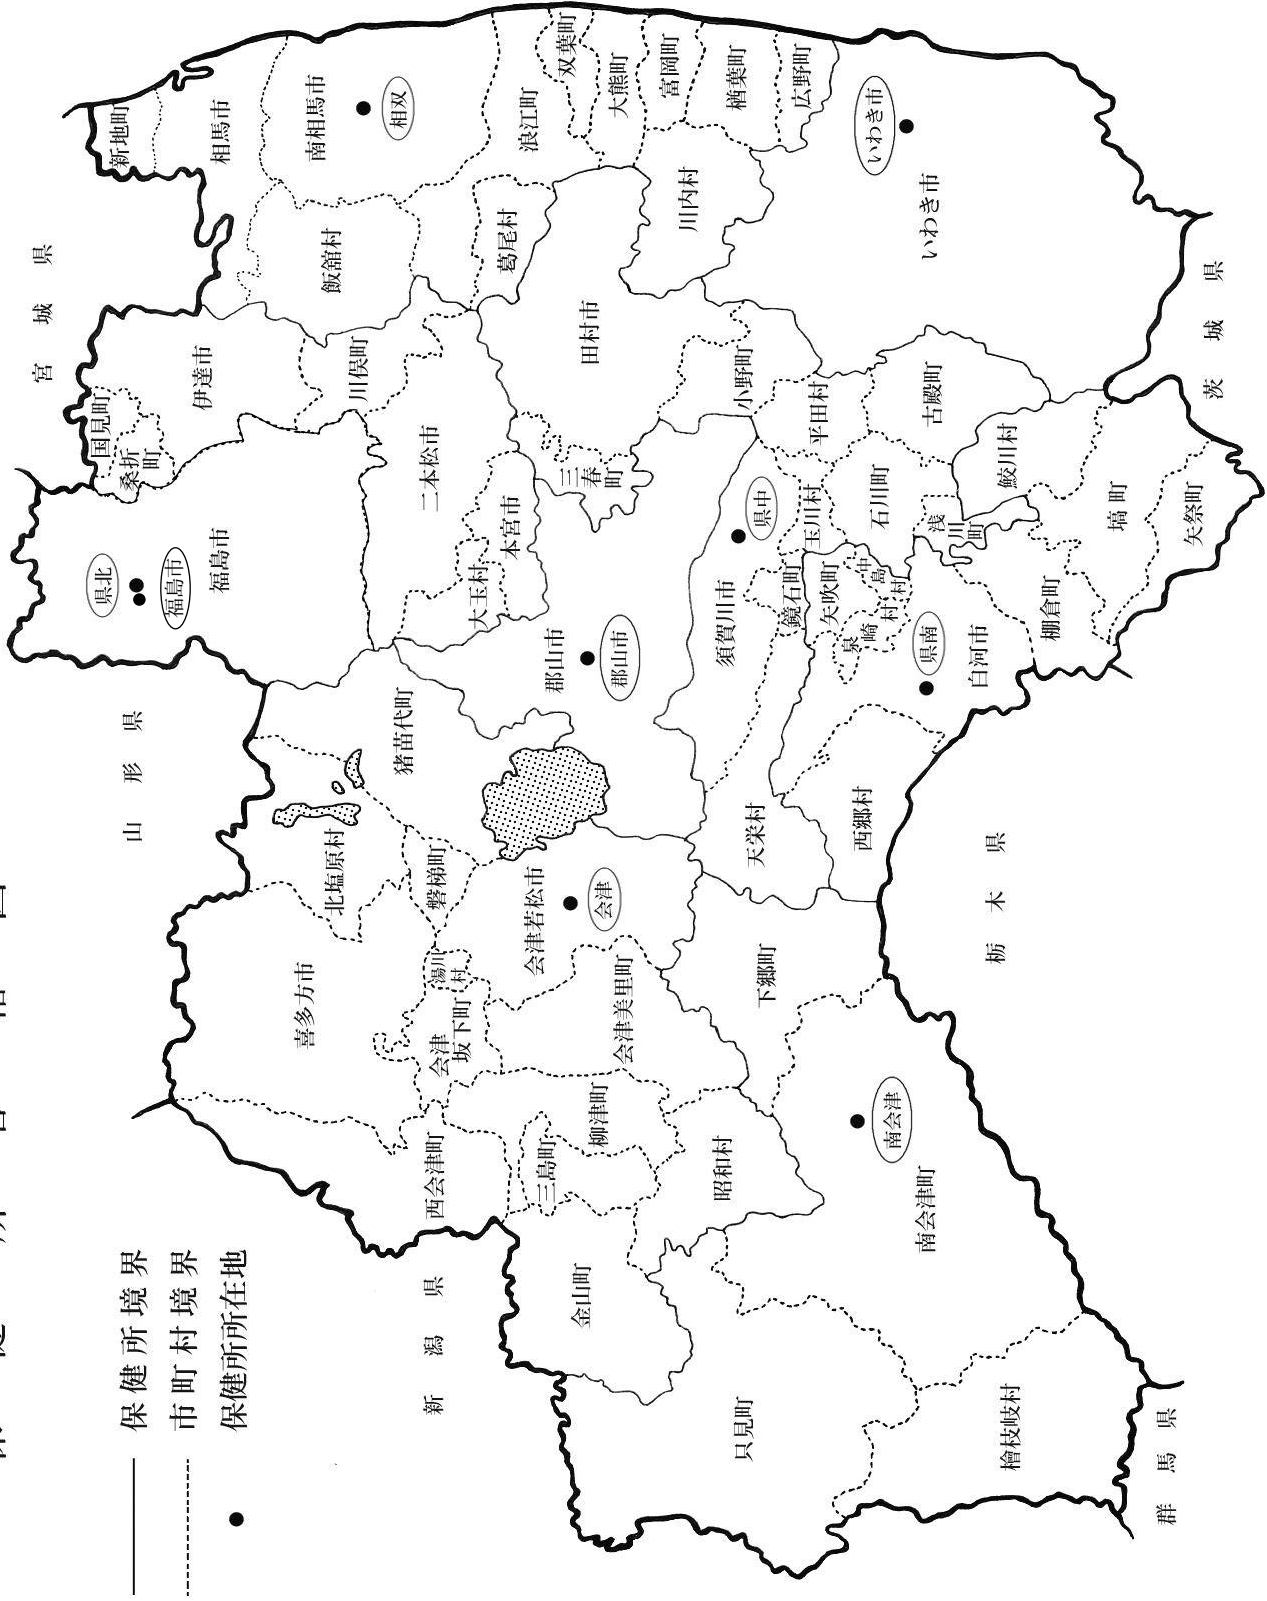 保健所境界
市町村境界
保健所所在地
宮城県
山形県
新潟県
群馬県
栃木県
茨城県
新地町
相馬市
南相馬市
相双
飯舘村
浪江町
双葉町
大熊町
富岡町
楢葉町
広野町
葛尾村
川内村
いわき市
いわき市
国見町
桑折町
伊達市
川俣町
県北
福島市
福島市
二本松市
本宮市
大玉村
田村市
三春町
小野町
平田村
古殿町
県中
玉川村
石川町
浅川町
鮫川村
塙町
矢祭町
棚倉町
須賀川市
鏡石町
矢吹町
中島村
泉崎村
県南
白河市
西郷村
天栄村
郡山市
郡山市
猪苗代町
北塩原村
磐梯町
会津若松市
会津
喜多方市
湯川村
会津坂下町
会津美里町
下郷町
西会津町
三島町
柳津町
昭和村
金山町
南会津
南会津町
只見町
檜枝岐村